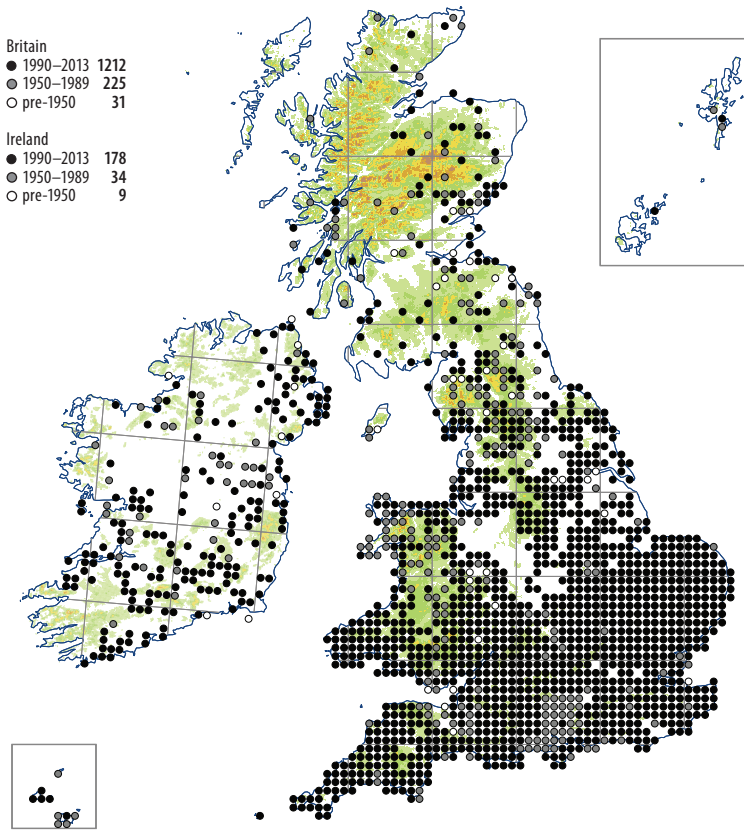 Britain
1990–2013 1212
1950–1989 225
pre-1950 31
Ireland
1990–2013 178
1950–1989 34
pre-1950 9